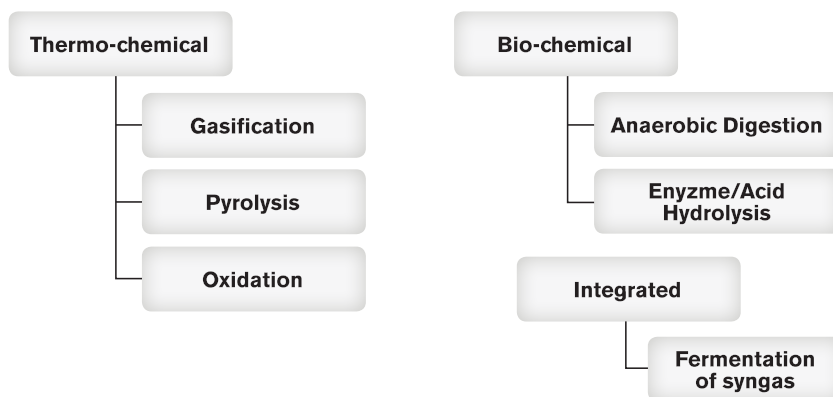 Thermo-chemical
Gasification
Pyrolysis
Oxidation
Bio-chemical
Anaerobic Digestion
Enyzme/Acid
Hydrolysis
Integrated
Fermentation
of syngas